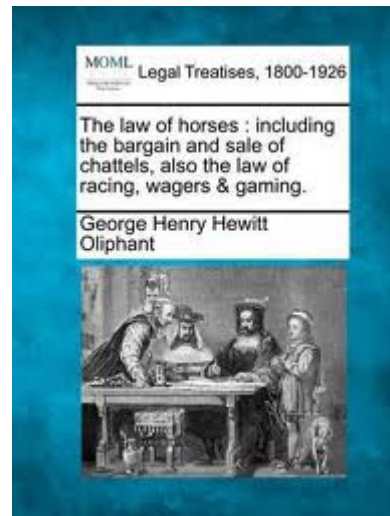 MOML
Legal Treatises, 1800-1926
The law of horses : including
the bargain and sale of
chattels, also the law of
racing, wagers & gaming.
George Henry Hewitt
Oliphant